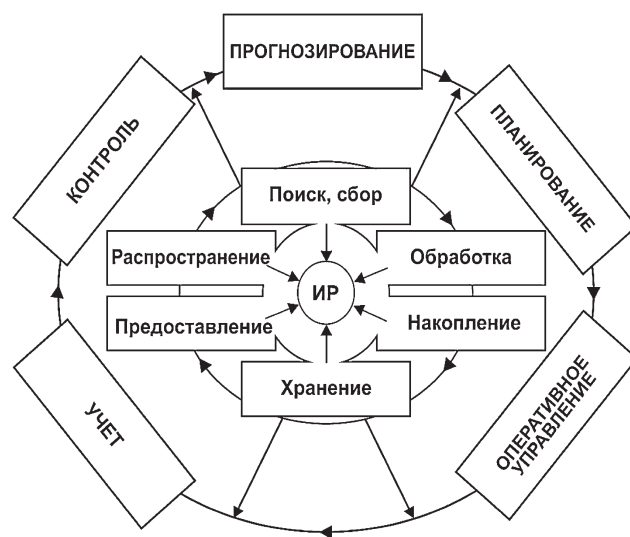 ПРОГНОЗИРОВАНИЕ
КОНТРОЛЬ
ПЛАНИРОВАНИЕ
Поиск, сбор
Распространение
Обработка
ИР
Предоставление
Накопление
Хранение
УЧЕТ
ОПЕРАТИВНОЕ
УПРАВЛЕНИЕ